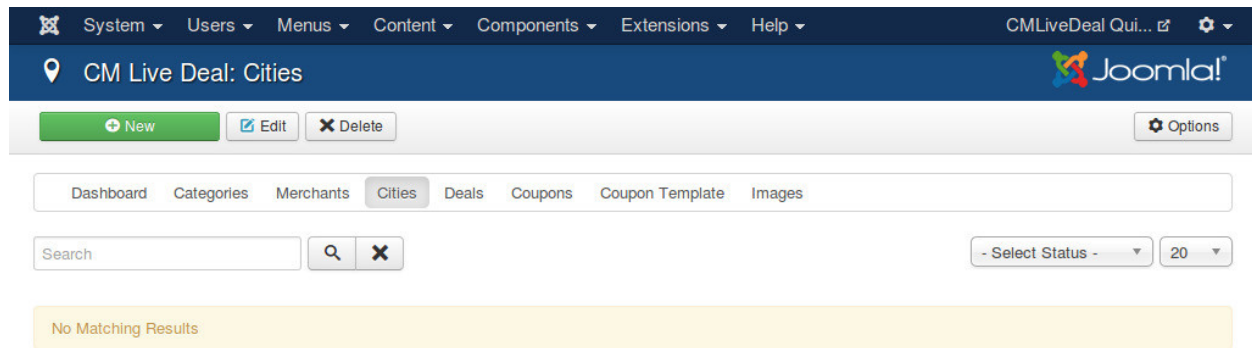 System Users Menus Content Components Extensions Help CMLiveDeal Qui...
CM Live Deal: Cities Joomla!
New Edit Delete Options
Dashboard Categories Merchants Cities Deals Coupons Coupon Template Images
Search - Select Status - 20
No Matching Results